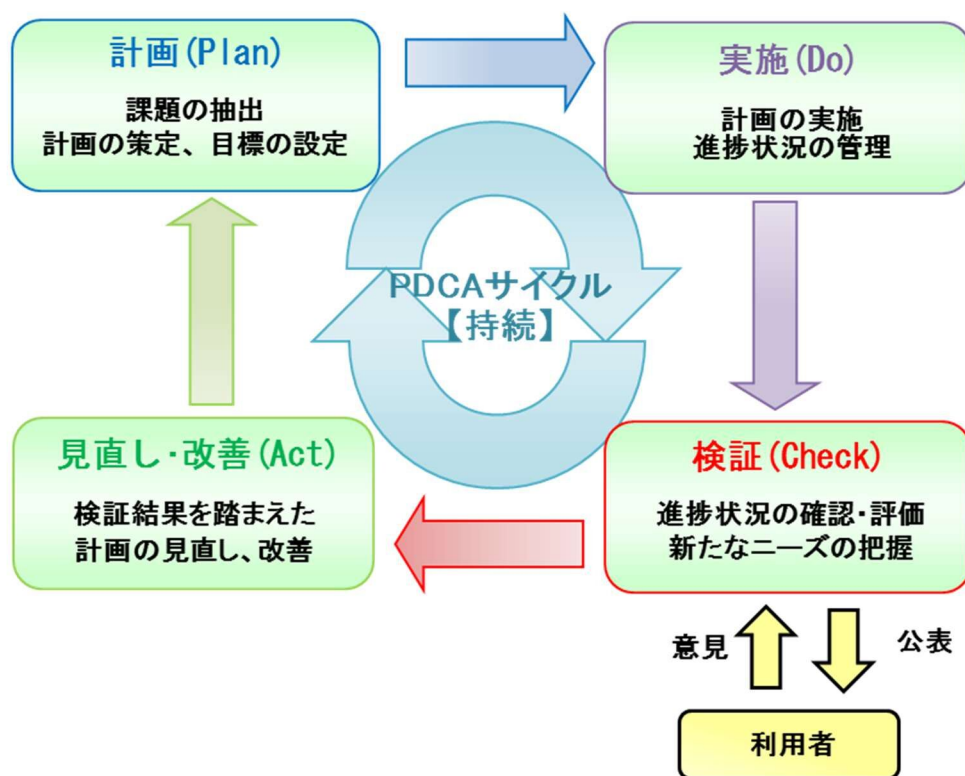 計画(Plan)
課題の抽出
計画の策定、目標の設定
実施(Do)
計画の実施
進捗状況の管理
PDCAサイクル
【持続】
見直し・改善(Act)
検証結果を踏まえた
計画の見直し、改善
検証(Check)
進捗状況の確認・評価
新たなニーズの把握
意見
公表
利用者